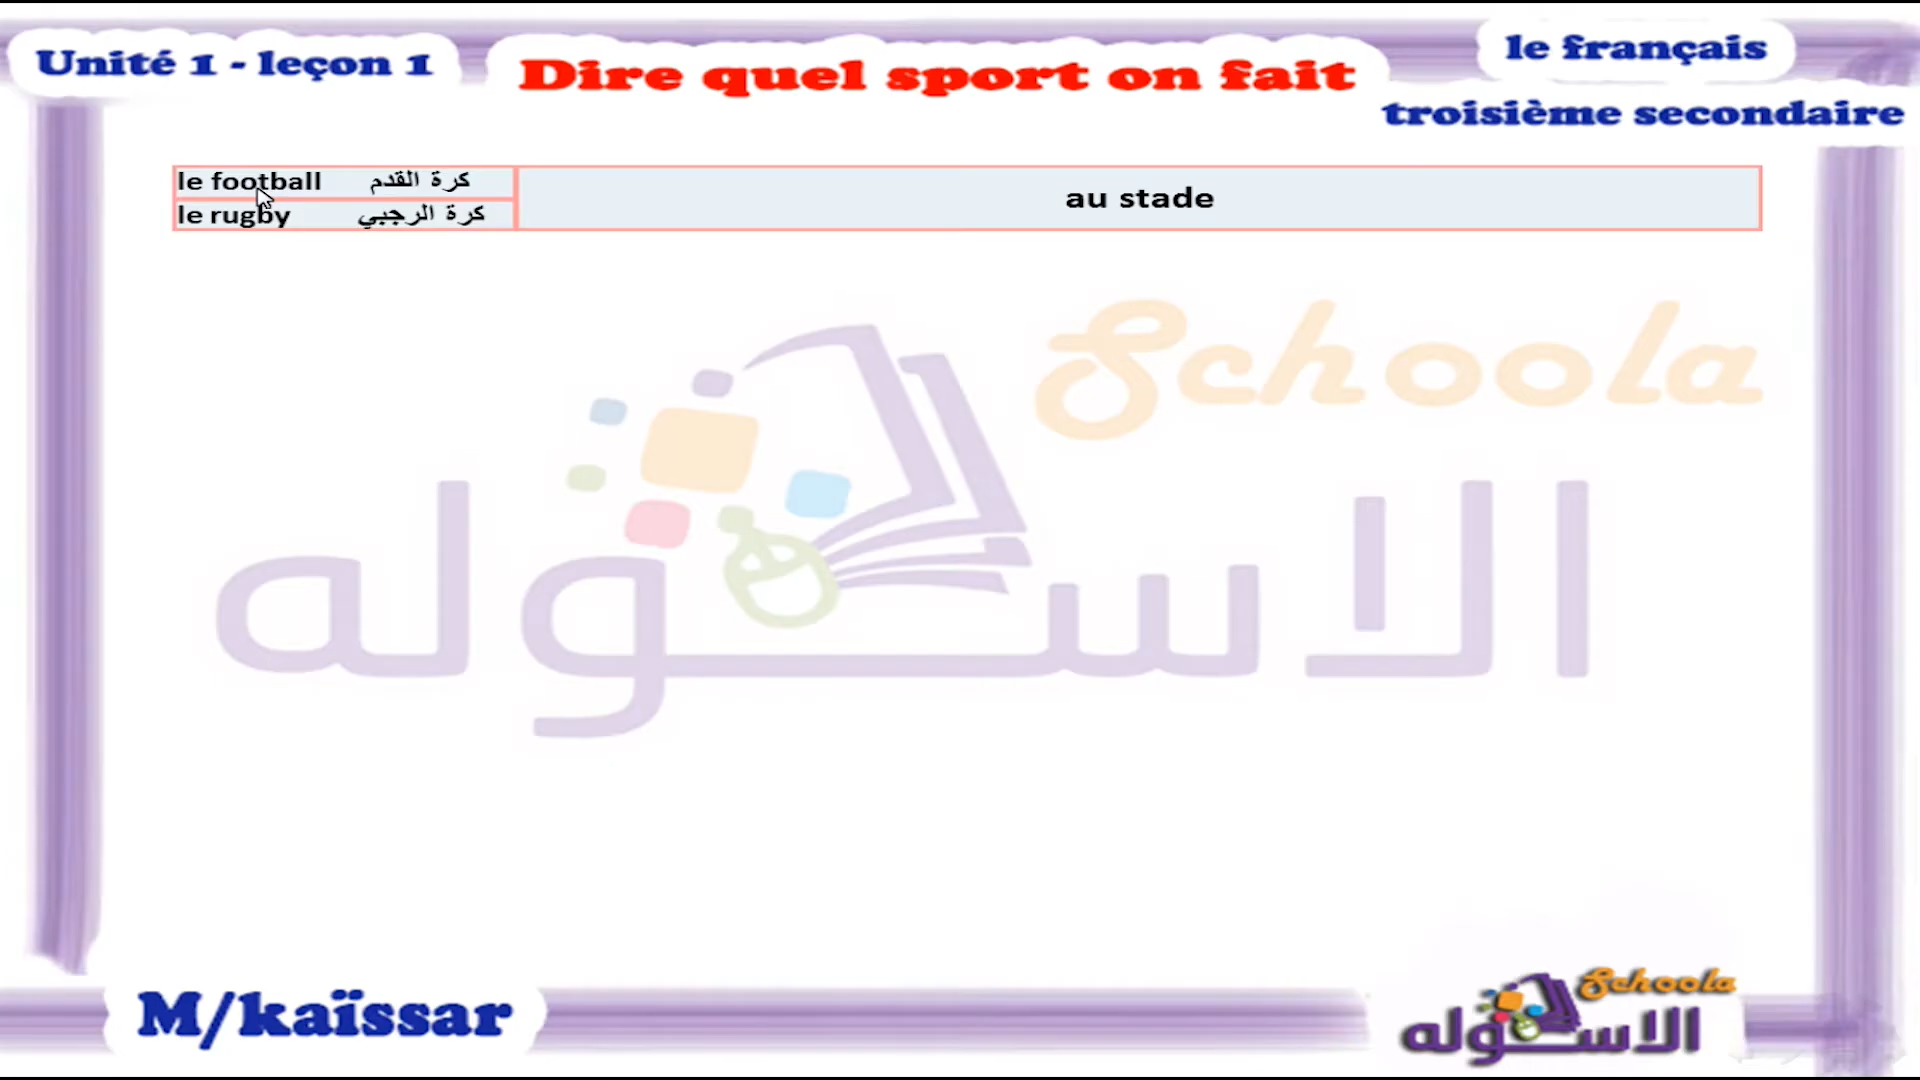 Unité 1 - leçon 1
Dire quel sport on fait
le français
troisième secondaire
le football كرة القدم
le rugby كرة الرجبي
au stade
Schoola
الاسكوله
M/kaïssar
Schoola
الاسكوله